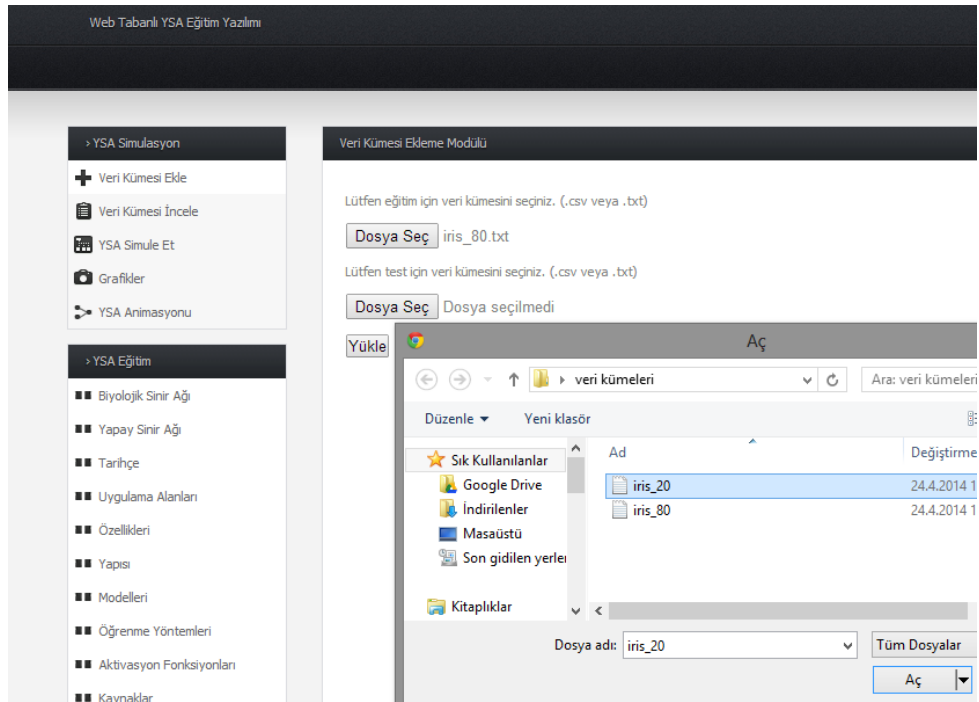 Web Tabanlı YSA Eğitim Yazılımı
› YSA Simulasyon
Veri Kümesi Ekle
Veri Kümesi İncele
YSA Simule Et
Grafikler
YSA Animasyonu
› YSA Eğitim
Biyolojik Sinir Ağı
Yapay Sinir Ağı
Tarihçe
Uygulama Alanları
Özellikleri
Yapısı
Modelleri
Öğrenme Yöntemleri
Aktivasyon Fonksiyonları
Kaynaklar
Veri Kümesi Ekleme Modülü
Lütfen eğitim için veri kümesini seçiniz. (.csv veya .txt)
Dosya Seç iris_80.txt
Lütfen test için veri kümesini seçiniz. (.csv veya .txt)
Dosya Seç Dosya seçilmedi
Yükle
Aç
veri kümeleri
Ara: veri kümeleri
Düzenle
Yeni klasör
Sık Kullanılanlar
Google Drive
İndirilenler
Masaüstü
Son gidilen yerler
Kitaplıklar
Ad Değiştirme
iris_20 24.4.2014 1
iris_80 24.4.2014 1
Dosya adı: iris_20
Tüm Dosyalar
Aç